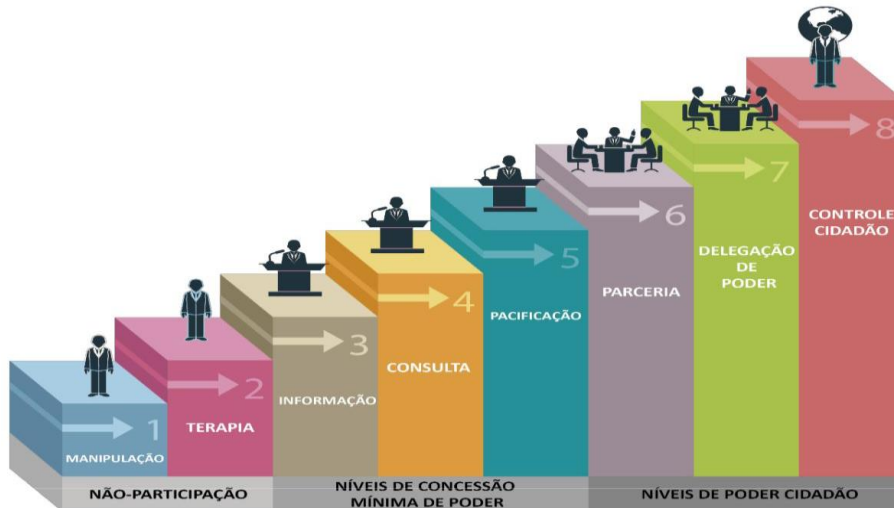 1
MANIPULAÇÃO
2
TERAPIA
3
INFORMAÇÃO
4
CONSULTA
5
PACIFICAÇÃO
6
PARCERIA
7
DELEGAÇÃO
DE
PODER
8
CONTROLE
CIDADÃO
NÃO-PARTICIPAÇÃO
NÍVEIS DE CONCESSÃO
MÍNIMA DE PODER
NÍVEIS DE PODER CIDADÃO